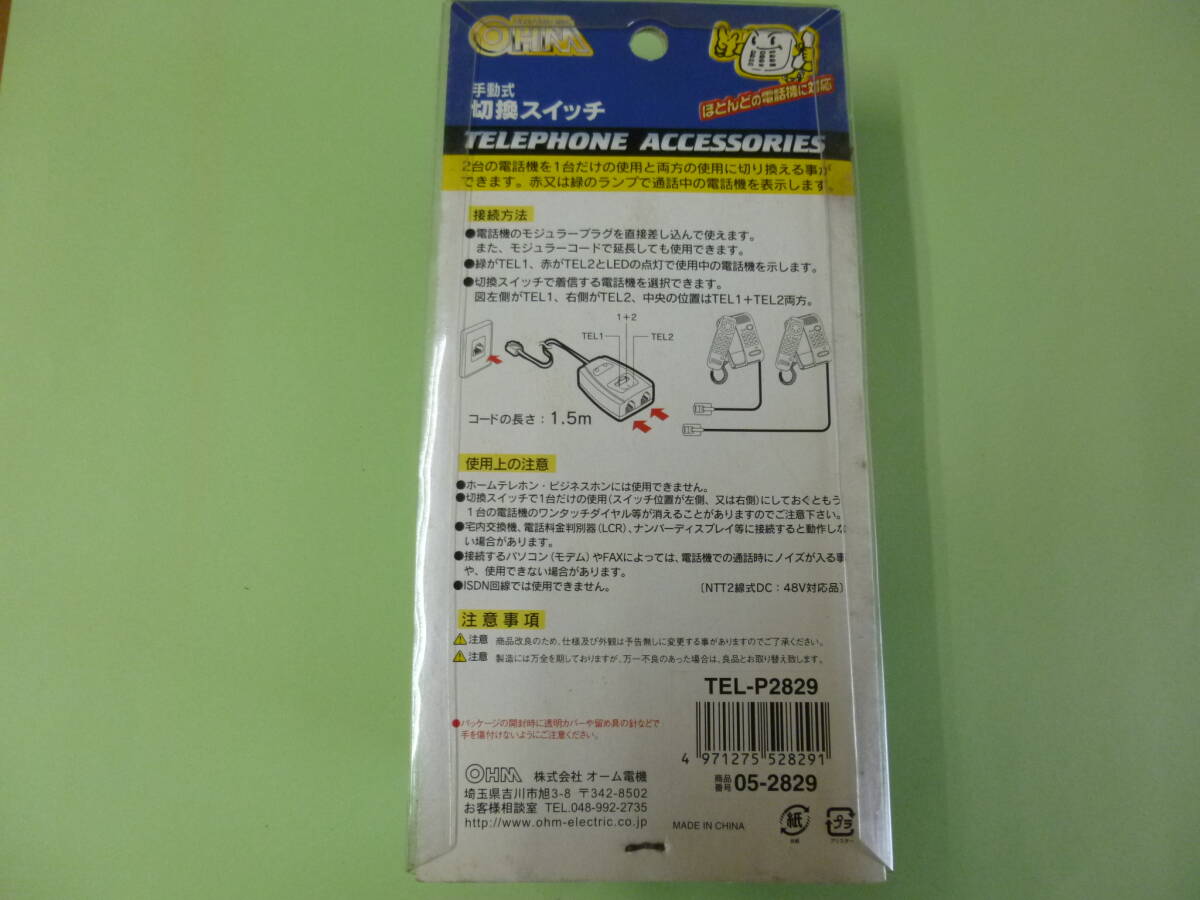 OHM
手動式
切換スイッチ
ほとんどの電話機に対応
TELEPHONE ACCESSORIES
2台の電話機を1台だけの使用と両方の使用に切り換える事が
できます。赤又は緑のランプで通話中の電話機を表示します。
接続方法
●電話機のモジュラープラグを直接差し込んで使えます。
また、モジュラーコードで延長しても使用できます。
●緑がTEL1、赤がTEL2とLEDの点灯で使用中の電話機を示します。
●切換スイッチで着信する電話機を選択できます。
図左側がTEL1、右側がTEL2、中央の位置はTEL1+TEL2両方。
1+2
TEL1
TEL2
コードの長さ：1.5m
使用上の注意
●ホームテレホン・ビジネスホンには使用できません。
●切換スイッチで1台だけの使用(スイッチ位置が左側、又は右側)にしておくともう
1台の電話機のワンタッチダイヤル等が消えることがありますのでご注意下さい。
●宅内交換機、電話料金判別器(LCR)、ナンバーディスプレイ等に接続すると動作しな
い場合があります。
●接続するパソコン(モデム)やFAXによっては、電話機での通話時にノイズが入る事
や、使用できない場合があります。
●ISDN回線では使用できません。
〔NTT2線式DC：48V対応品〕
注意事項
注意 商品改良のため、仕様及び外観は予告無しに変更する事がありますのでご了承ください。
注意 製造には万全を期しておりますが、万一不良のあった場合は、良品とお取り替え致します。
TEL-P2829
●パッケージの開封時に透明カバーや留め具の針などで
手を傷付けないようにご注意ください。
4 971275 528291
商品番号 05-2829
OHM 株式会社 オーム電機
埼玉県吉川市旭3-8 〒342-8502
お客様相談室 TEL.048-992-2735
http://www.ohm-electric.co.jp
MADE IN CHINA
紙
プラ